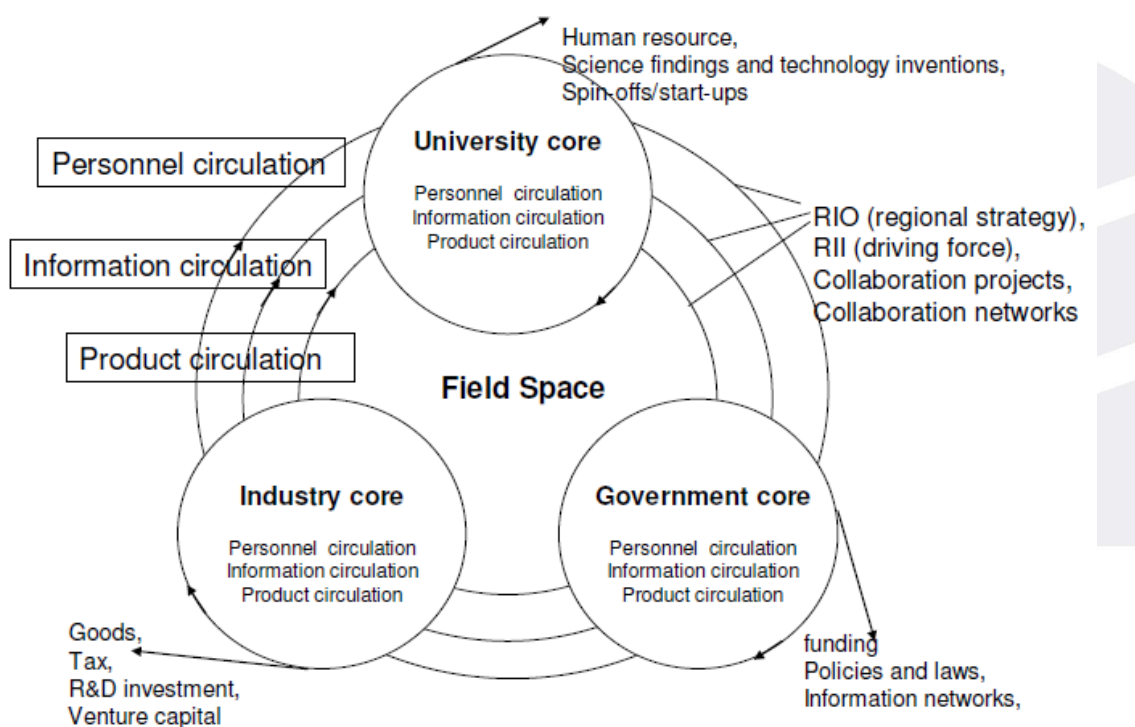 Human resource,
Science findings and technology inventions,
Spin-offs/start-ups
University core
Personnel circulation
Information circulation
Product circulation
Personnel circulation
Information circulation
Product circulation
RIO (regional strategy),
RII (driving force),
Collaboration projects,
Collaboration networks
Field Space
Industry core
Personnel circulation
Information circulation
Product circulation
Government core
Personnel circulation
Information circulation
Product circulation
Goods,
Tax,
R&D investment,
Venture capital
funding
Policies and laws,
Information networks,